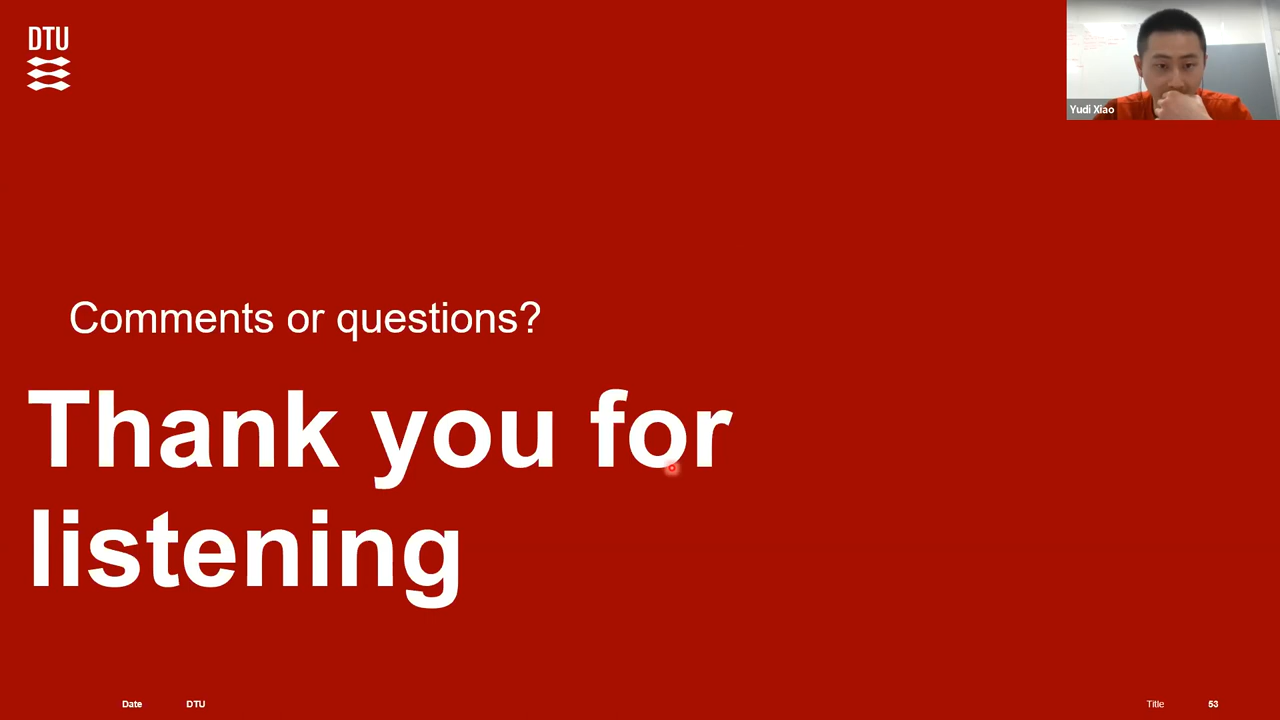 DTU
Yudi Xiao
Comments or questions?
Thank you for
listening
Date DTU Title 53